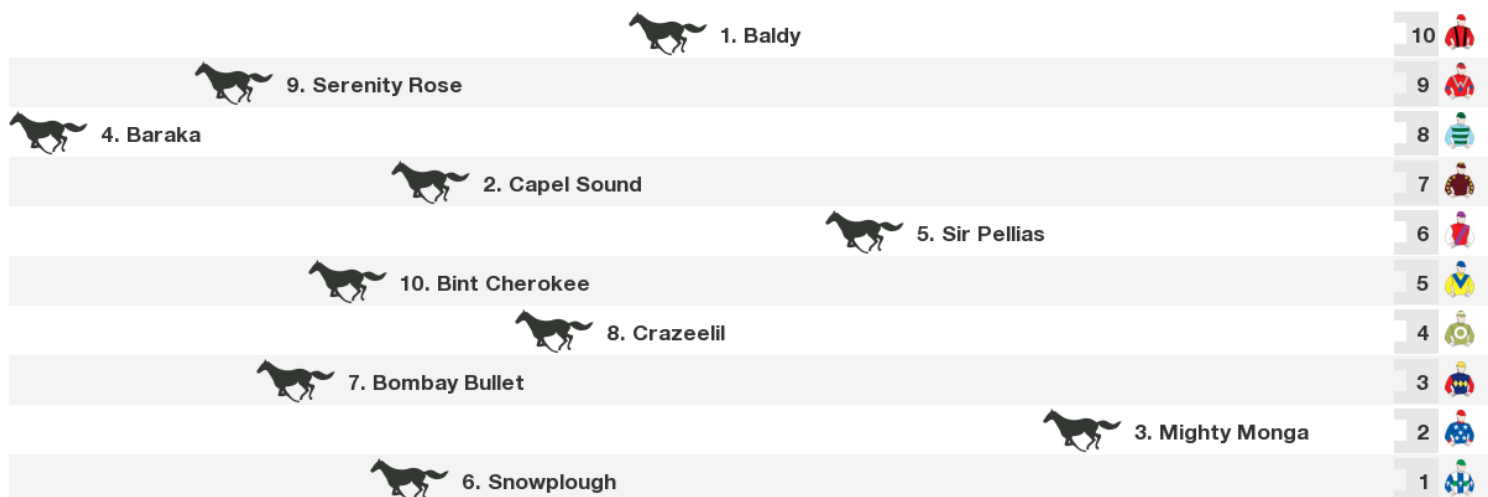 1. Baldy 10
9. Serenity Rose 9
4. Baraka 8
2. Capel Sound 7
5. Sir Pellias 6
10. Bint Cherokee 5
8. Crazeelil 4
7. Bombay Bullet 3
3. Mighty Monga 2
6. Snowplough 1